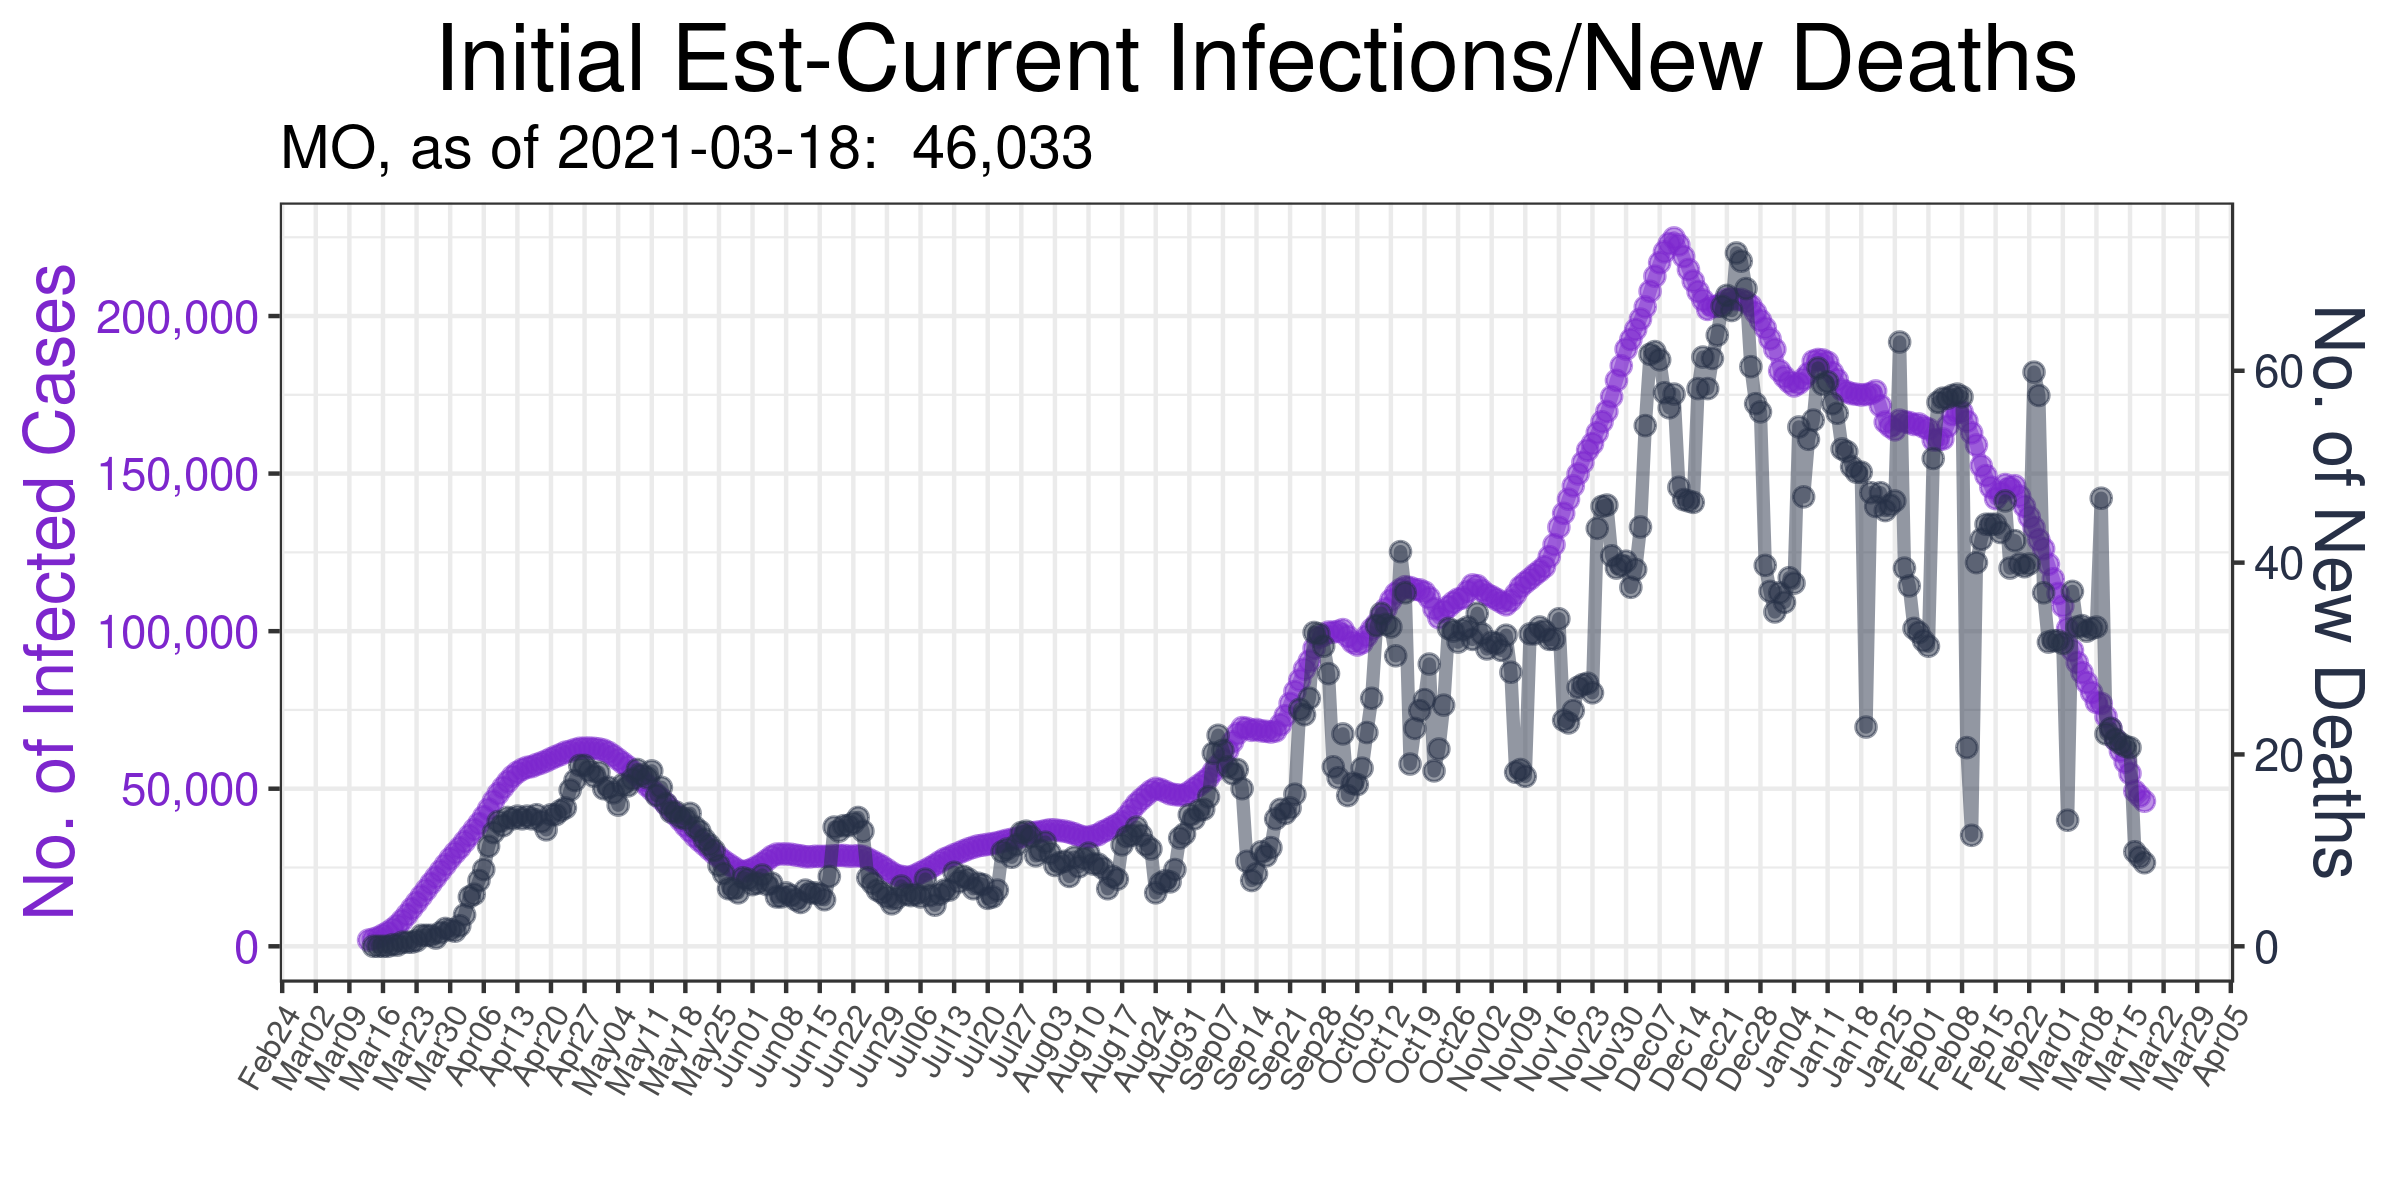 Initial Est-Current Infections/New Deaths
MO, as of 2021-03-18: 46,033
No. of Infected Cases
200,000
150,000
100,000
50,000
0
No. of New Deaths
60
40
20
0
Feb24
Mar02
Mar09
Mar16
Mar23
Mar30
Apr06
Apr13
Apr20
Apr27
May04
May11
May18
May25
Jun01
Jun08
Jun15
Jun22
Jun29
Jul06
Jul13
Jul20
Jul27
Aug03
Aug10
Aug17
Aug24
Aug31
Sep07
Sep14
Sep21
Sep28
Oct05
Oct12
Oct19
Oct26
Nov02
Nov09
Nov16
Nov23
Nov30
Dec07
Dec14
Dec21
Dec28
Dec04
Jan11
Jan18
Jan25
Feb01
Feb08
Feb15
Feb22
Mar01
Mar08
Mar15
Mar22
Mar29
Apr05